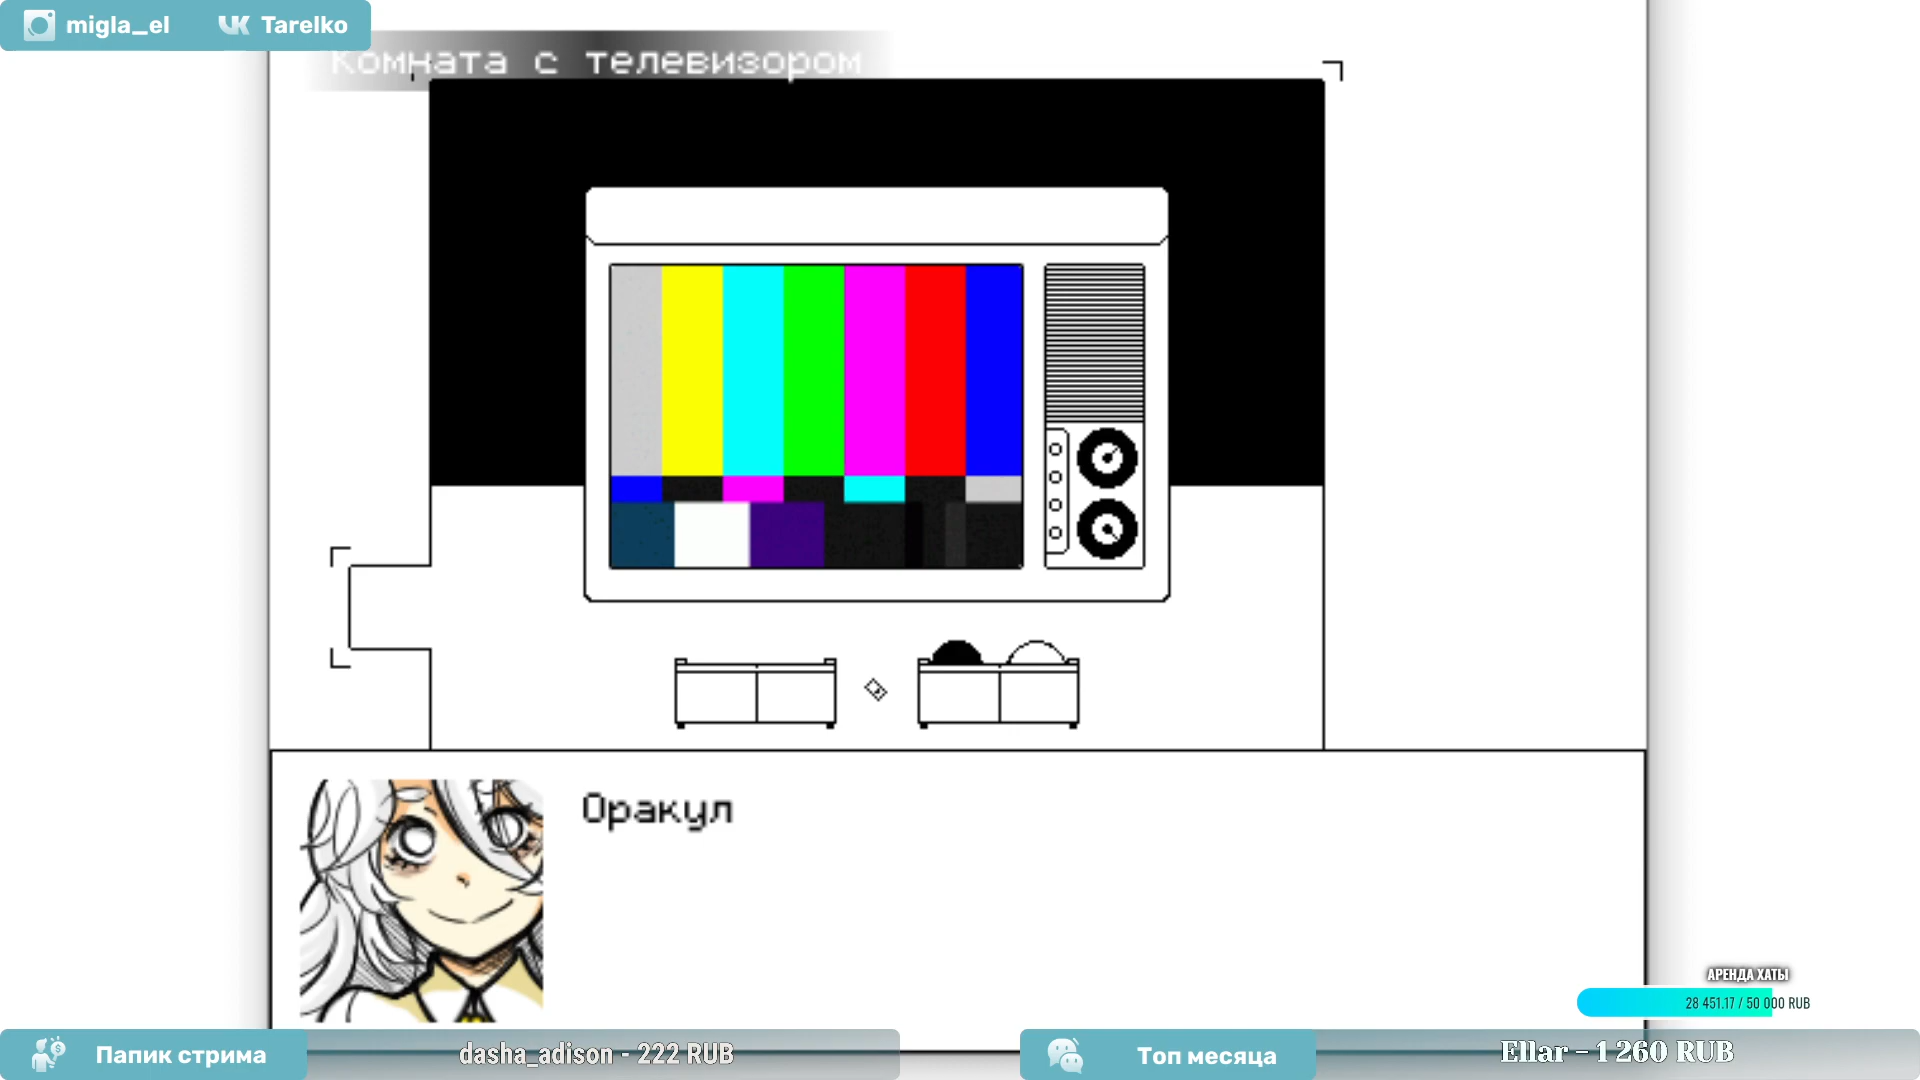 migla_el
VK Tarelko
Комната с телевизором
Оракул
АРЕНДА ХАТЫ
28 451.17 / 50 000 RUB
Папик стрима
dasha_adison - 222 RUB
Топ месяца
Ellar - 1 260 RUB